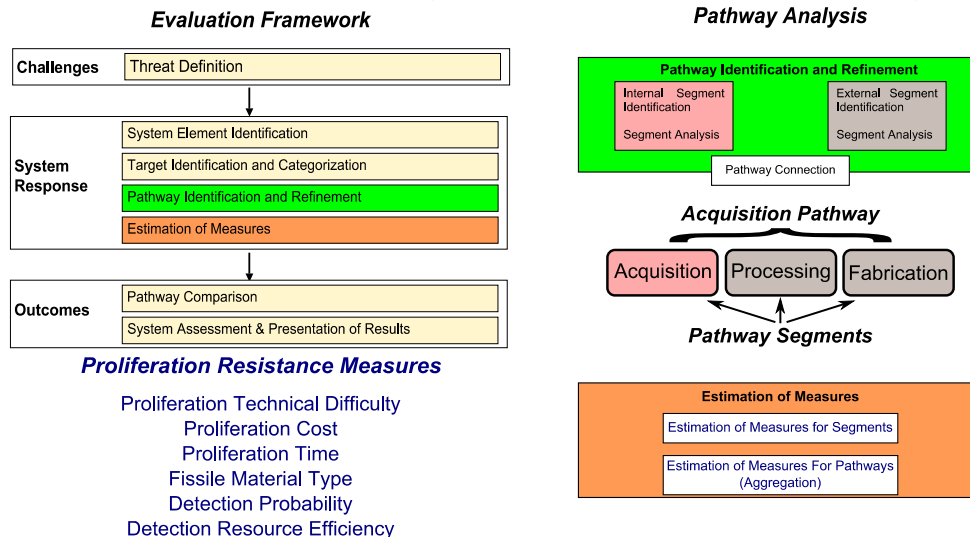 Evaluation Framework
Challenges
Threat Definition
System
Response
System Element Identification
Target Identification and Categorization
Pathway Identification and Refinement
Estimation of Measures
Outcomes
Pathway Comparison
System Assessment & Presentation of Results
Proliferation Resistance Measures
Proliferation Technical Difficulty
Proliferation Cost
Proliferation Time
Fissile Material Type
Detection Probability
Detection Resource Efficiency
Pathway Analysis
Pathway Identification and Refinement
Internal Segment
Identification
Segment Analysis
External Segment
Identification
Segment Analysis
Pathway Connection
Acquisition Pathway
Acquisition
Processing
Fabrication
Pathway Segments
Estimation of Measures
Estimation of Measures for Segments
Estimation of Measures For Pathways
(Aggregation)